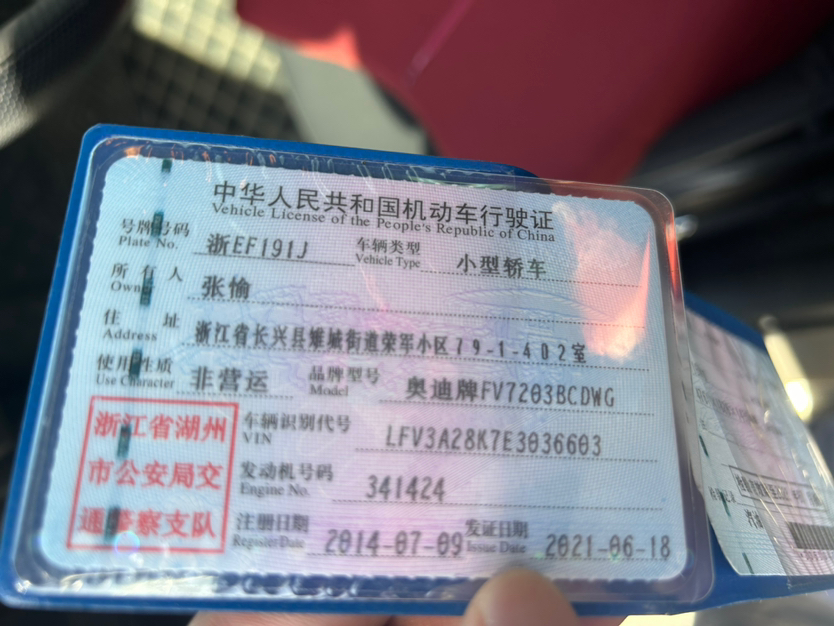 中华人民共和国机动车行驶证
Vehicle License of the People's Republic of China
号牌号码 浙EF191J 车辆类型 小型轿车
Plate No. Vehicle Type
所有人 张愉
Owner
住址 浙江省长兴县雉城街道荣军小区79-1-402室
Address
使用性质 非营运 品牌型号 奥迪牌FV7203BCDWG
Use Character Model
浙江省湖州
市公安局交
通警察支队
车辆识别代号 LFV3A28K7E3036603
VIN
发动机号码 341424
Engine No.
注册日期 2014-07-09 发证日期 2021-06-18
Register Date Issue Date